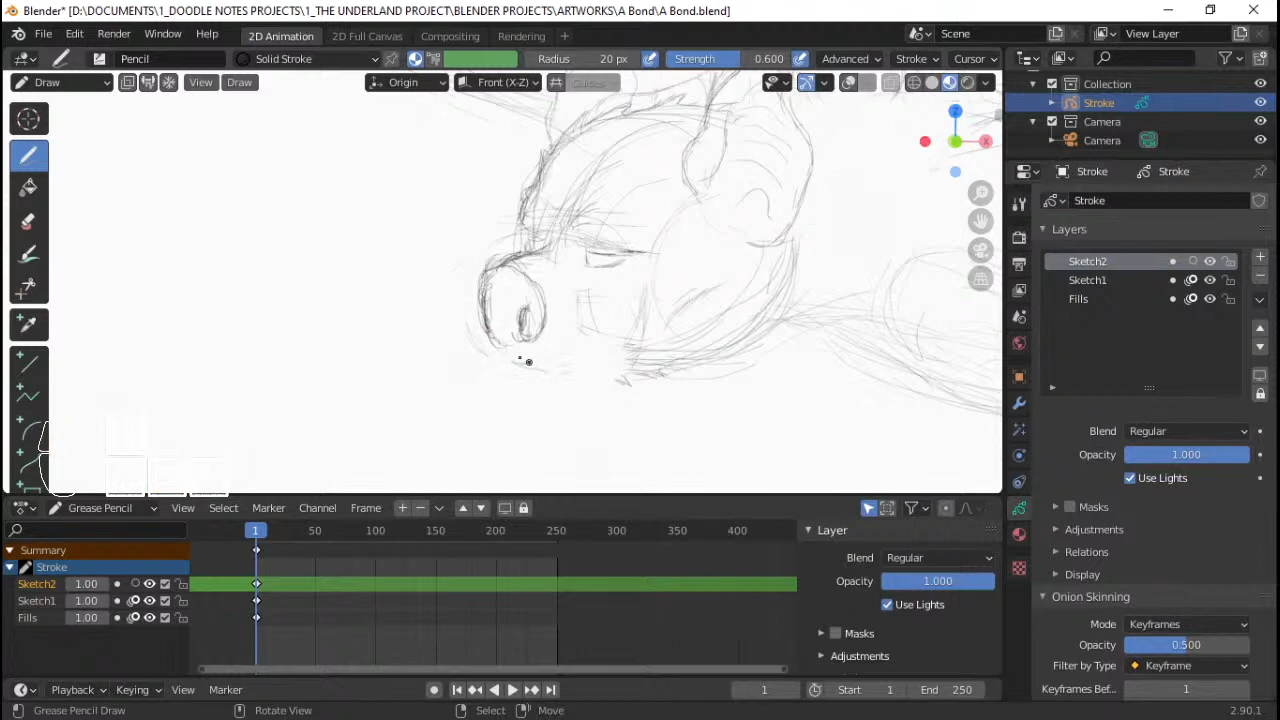 Blender* [D:\DOCUMENTS\1_DOODLE NOTES PROJECTS\1_THE UNDERLAND PROJECT\BLENDER PROJECTS\ARTWORKS\A Bond\A Bond.blend]
File Edit Render Window Help 2D Animation 2D Full Canvas Compositing Rendering + Scene View Layer
Pencil Solid Stroke Radius 20 px Strength 0.600 Advanced Stroke Cursor
Draw View Draw Origin Front (X-Z) Guides
Collection
Stroke
Camera
Camera
Stroke Stroke
Stroke
Layers
Sketch2
Sketch1
Fills
Blend Regular
Opacity 1.000
Use Lights
Masks
Adjustments
Relations
Display
Onion Skinning
Mode Keyframes
Opacity 0.500
Filter by Type Keyframe
Keyframes Bef... 1
Grease Pencil View Select Marker Channel Frame
1 50 100 150 200 250 300 350 400
Summary
Stroke
Sketch2 1.00
Sketch1 1.00
Fills 1.00
Layer
Blend Regular
Opacity 1.000
Use Lights
Masks
Adjustments
Playback Keying View Marker 1 Start 1 End 250
Grease Pencil Draw Rotate View Select Move 2.90.1